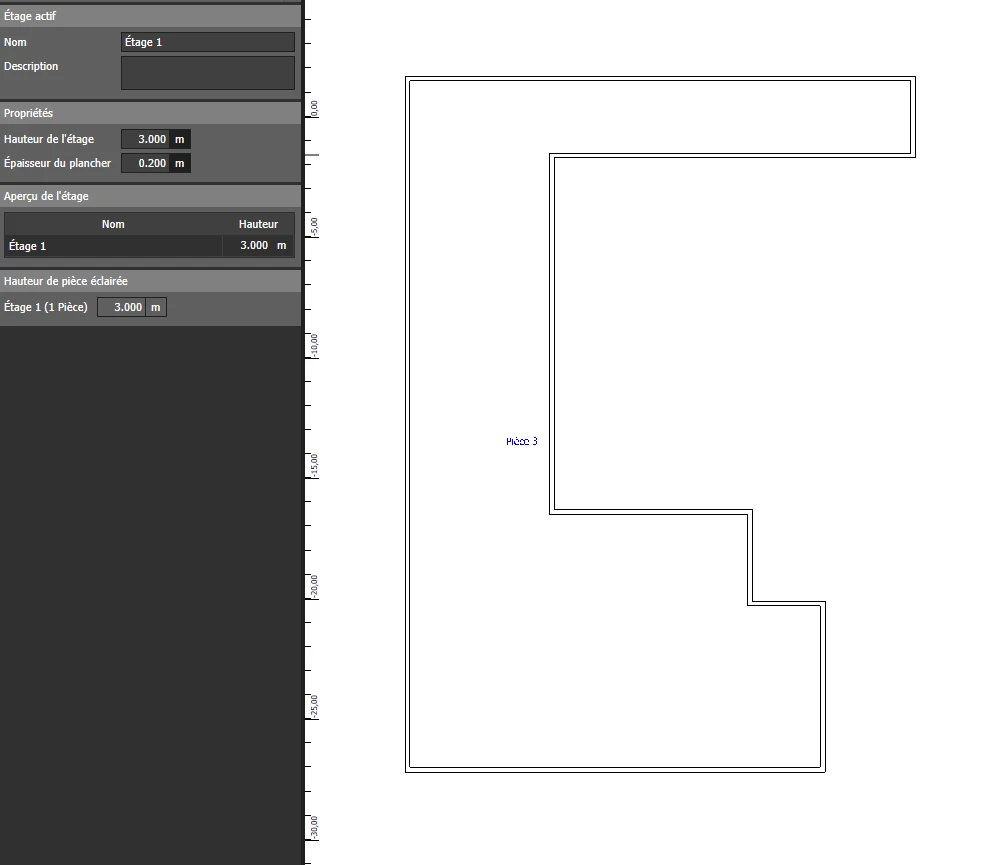 Étage actif
Nom
Étage 1
Description
Propriétés
Hauteur de l'étage
3.000 m
Épaisseur du plancher
0.200 m
Aperçu de l'étage
Nom Hauteur
Étage 1 3.000 m
Hauteur de pièce éclairée
Étage 1 (1 Pièce) 3.000 m
0,00
-5,00
-10,00
-15,00
-20,00
-25,00
-30,00
Pièce 3